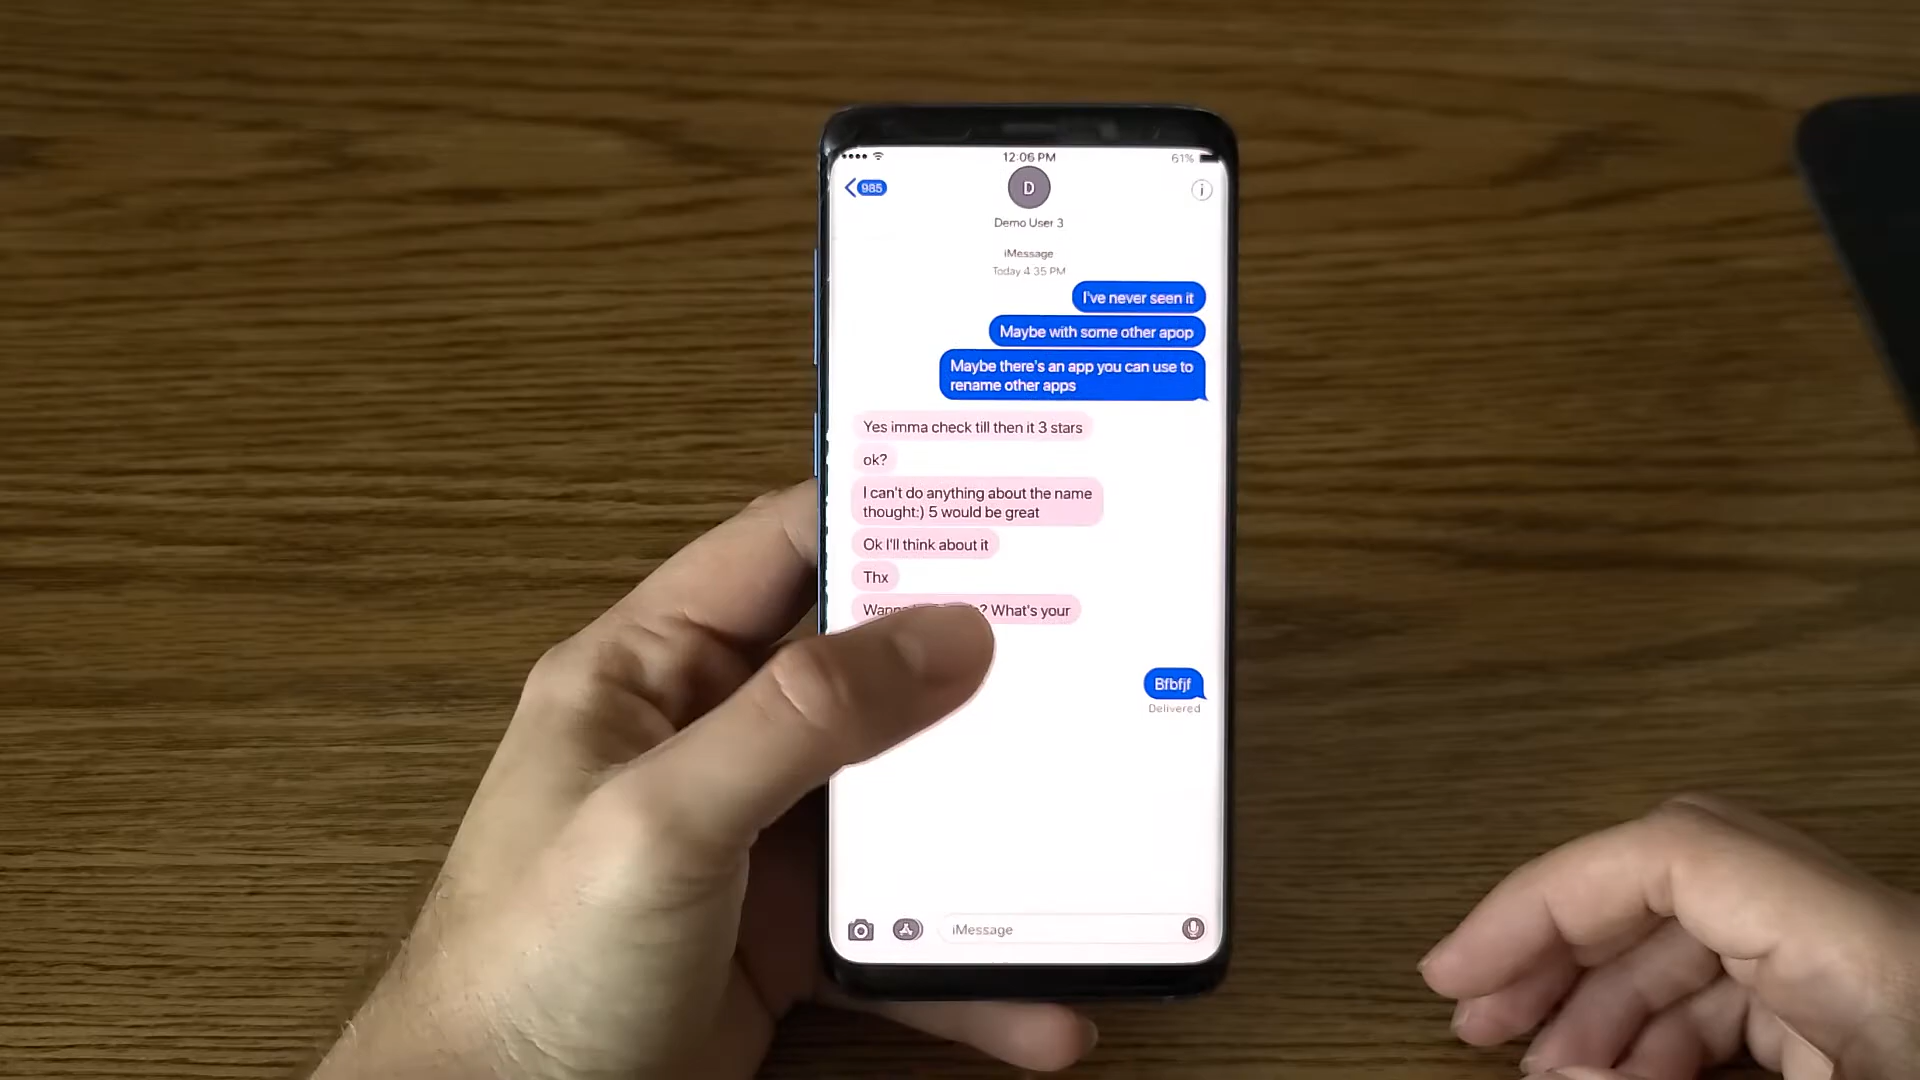 12:06 PM
61%
985
D
Demo User 3
iMessage
Today 4:35 PM
I've never seen it
Maybe with some other apop
Maybe there's an app you can use to
rename other apps
Yes imma check till then it 3 stars
ok?
I can't do anything about the name
thought:) 5 would be great
Ok I'll think about it
Thx
? What's your
Bfbfjf
Delivered
iMessage